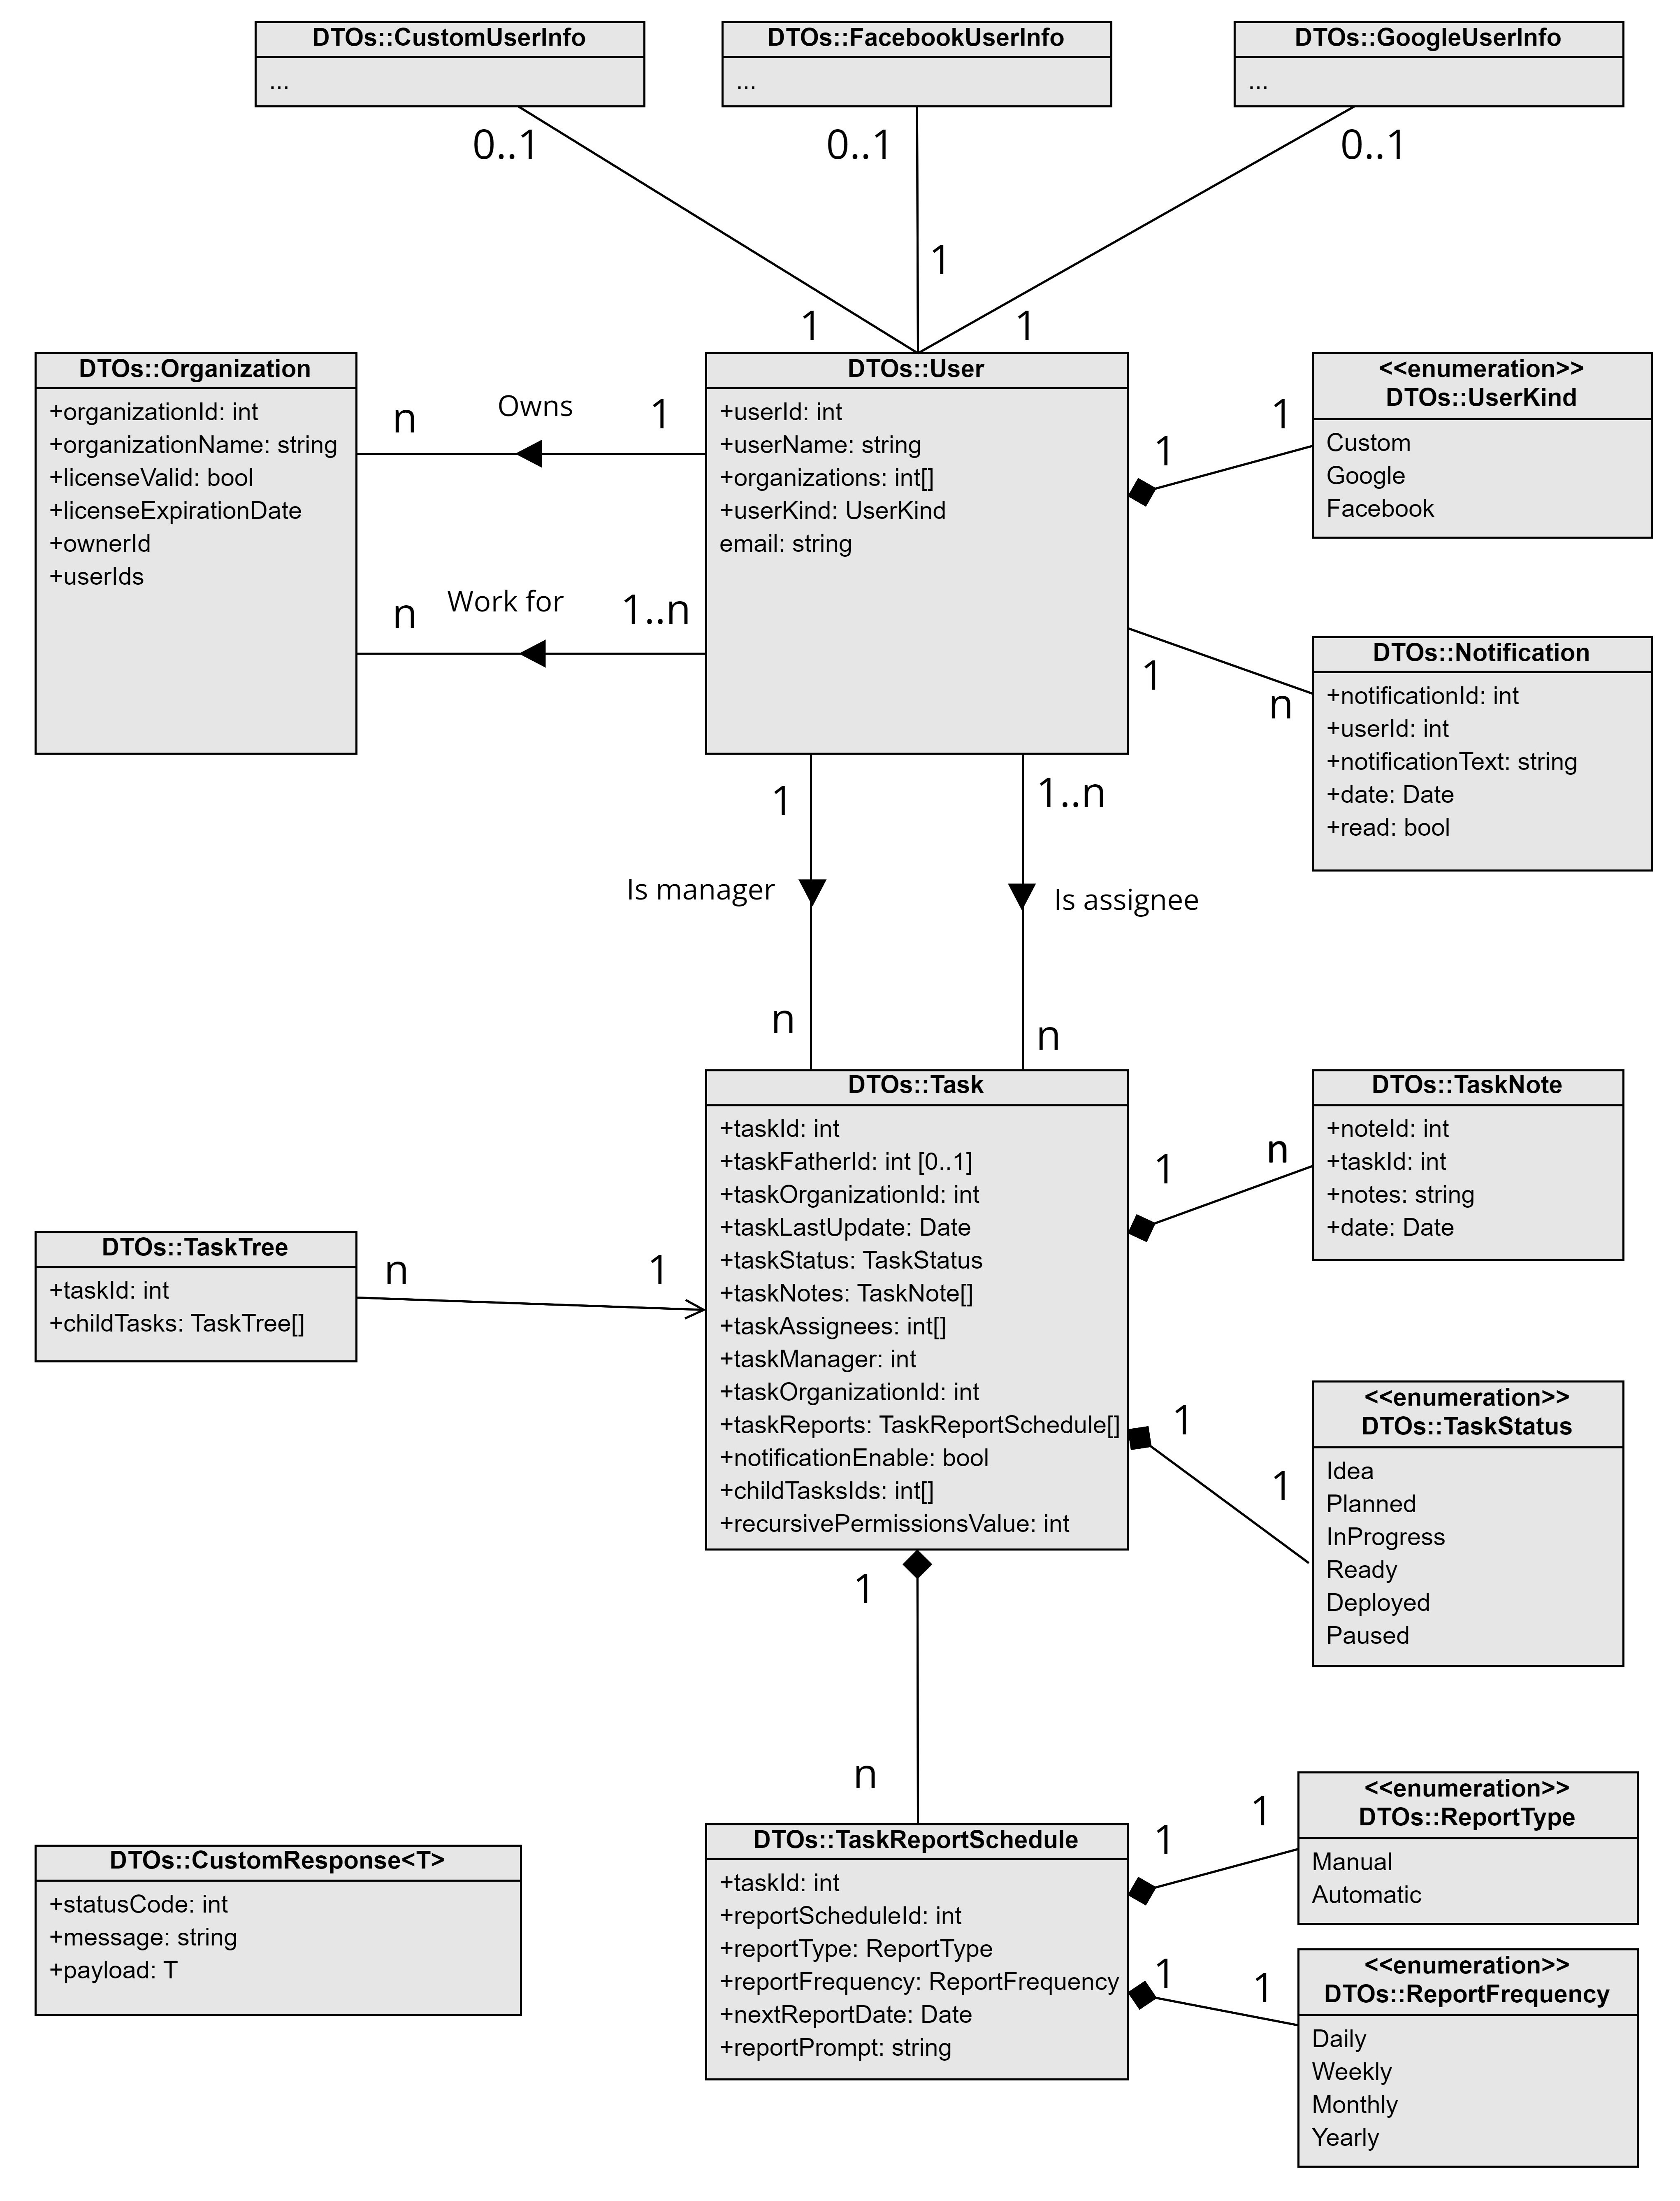 DTOs::CustomUserInfo
...
DTOs::FacebookUserInfo
...
DTOs::GoogleUserInfo
...
0..1
0..1
0..1
1
1
1
DTOs::Organization
+organizationId: int
+organizationName: string
+licenseValid: bool
+licenseExpirationDate
+ownerId
+userIds
n
Owns
1
n
Work for
1..n
DTOs::User
+userId: int
+userName: string
+organizations: int[]
+userKind: UserKind
email: string
1
1
<<enumeration>>
DTOs::UserKind
Custom
Google
Facebook
1
n
DTOs::Notification
+notificationId: int
+userId: int
+notificationText: string
+date: Date
+read: bool
1
Is manager
n
1..n
Is assignee
n
DTOs::Task
+taskId: int
+taskFatherId: int [0..1]
+taskOrganizationId: int
+taskLastUpdate: Date
+taskStatus: TaskStatus
+taskNotes: TaskNote[]
+taskAssignees: int[]
+taskManager: int
+taskOrganizationId: int
+taskReports: TaskReportSchedule[]
+notificationEnable: bool
+childTasksIds: int[]
+recursivePermissionsValue: int
1
n
DTOs::TaskNote
+noteId: int
+taskId: int
+notes: string
+date: Date
DTOs::TaskTree
+taskId: int
+childTasks: TaskTree[]
n
1
1
1
<<enumeration>>
DTOs::TaskStatus
Idea
Planned
InProgress
Ready
Deployed
Paused
1
n
DTOs::CustomResponse<T>
+statusCode: int
+message: string
+payload: T
DTOs::TaskReportSchedule
+taskId: int
+reportScheduleId: int
+reportType: ReportType
+reportFrequency: ReportFrequency
+nextReportDate: Date
+reportPrompt: string
1
1
<<enumeration>>
DTOs::ReportType
Manual
Automatic
1
1
<<enumeration>>
DTOs::ReportFrequency
Daily
Weekly
Monthly
Yearly